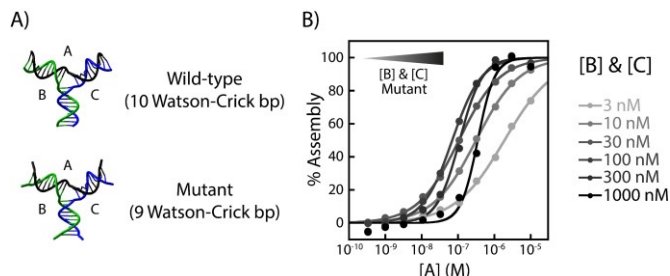 A)
A
B
C
Wild-type
(10 Watson-Crick bp)
A
B
C
Mutant
(9 Watson-Crick bp)
B)
100
80
60
40
20
0
% Assembly
[B] & [C]
Mutant
10⁻¹⁰
10⁻⁹
10⁻⁸
10⁻⁷
10⁻⁶
10⁻⁵
[A] (M)
[B] & [C]
3 nM
10 nM
30 nM
100 nM
300 nM
1000 nM